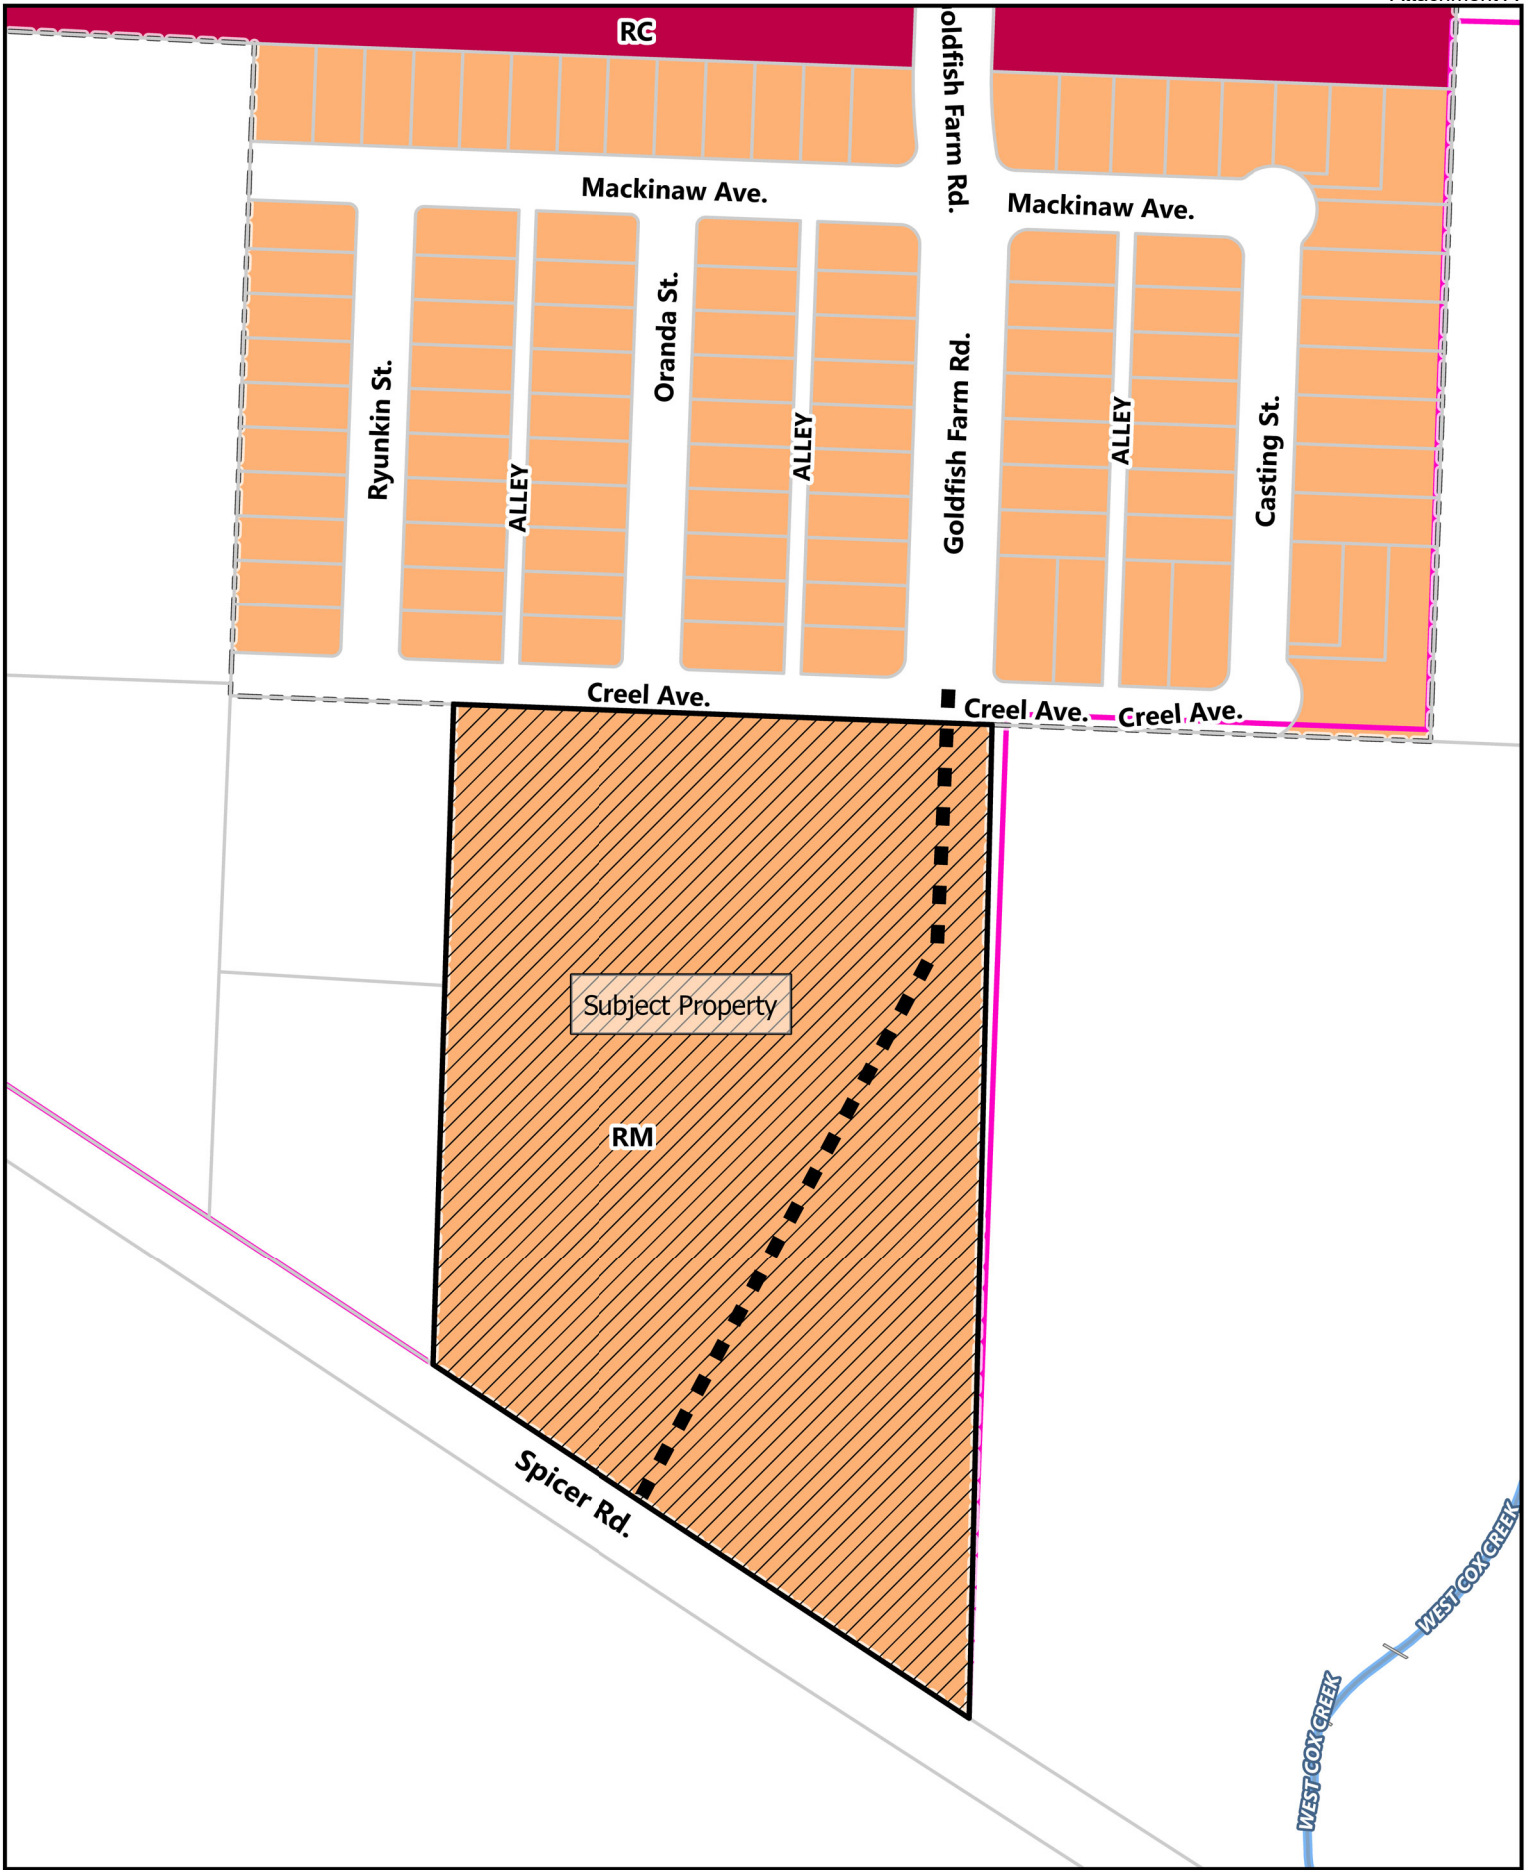 RC
oldfish Farm Rd.
Mackinaw Ave.
Mackinaw Ave.
Ryunkin St.
ALLEY
Oranda St.
ALLEY
Goldfish Farm Rd.
ALLEY
Casting St.
Creel Ave.
Creel Ave.
Creel Ave.
Subject Property
RM
Spicer Rd.
WEST COX CREEK
WEST COX CREEK